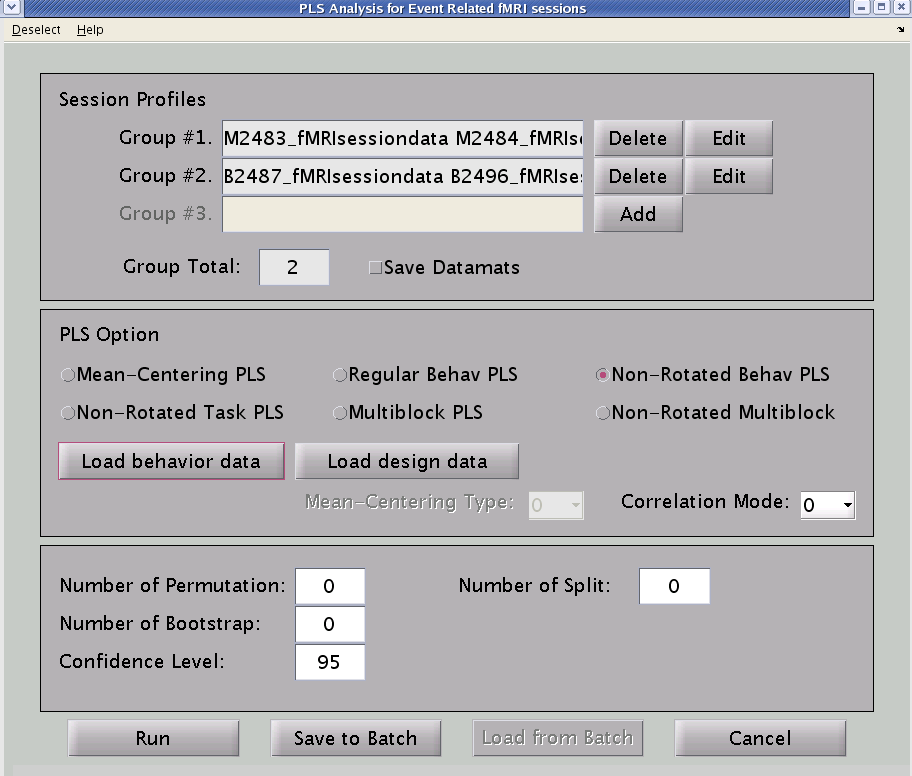 PLS Analysis for Event Related fMRI sessions
Deselect Help
Session Profiles
Group #1. M2483_fMRIsessiondata M2484_fMRIse Delete Edit
Group #2. B2487_fMRIsessiondata B2496_fMRIses Delete Edit
Group #3. Add
Group Total: 2 Save Datamats
PLS Option
Mean-Centering PLS Regular Behav PLS Non-Rotated Behav PLS
Non-Rotated Task PLS Multiblock PLS Non-Rotated Multiblock
Load behavior data Load design data
Mean-Centering Type: 0 Correlation Mode: 0
Number of Permutation: 0 Number of Split: 0
Number of Bootstrap: 0
Confidence Level: 95
Run Save to Batch Load from Batch Cancel